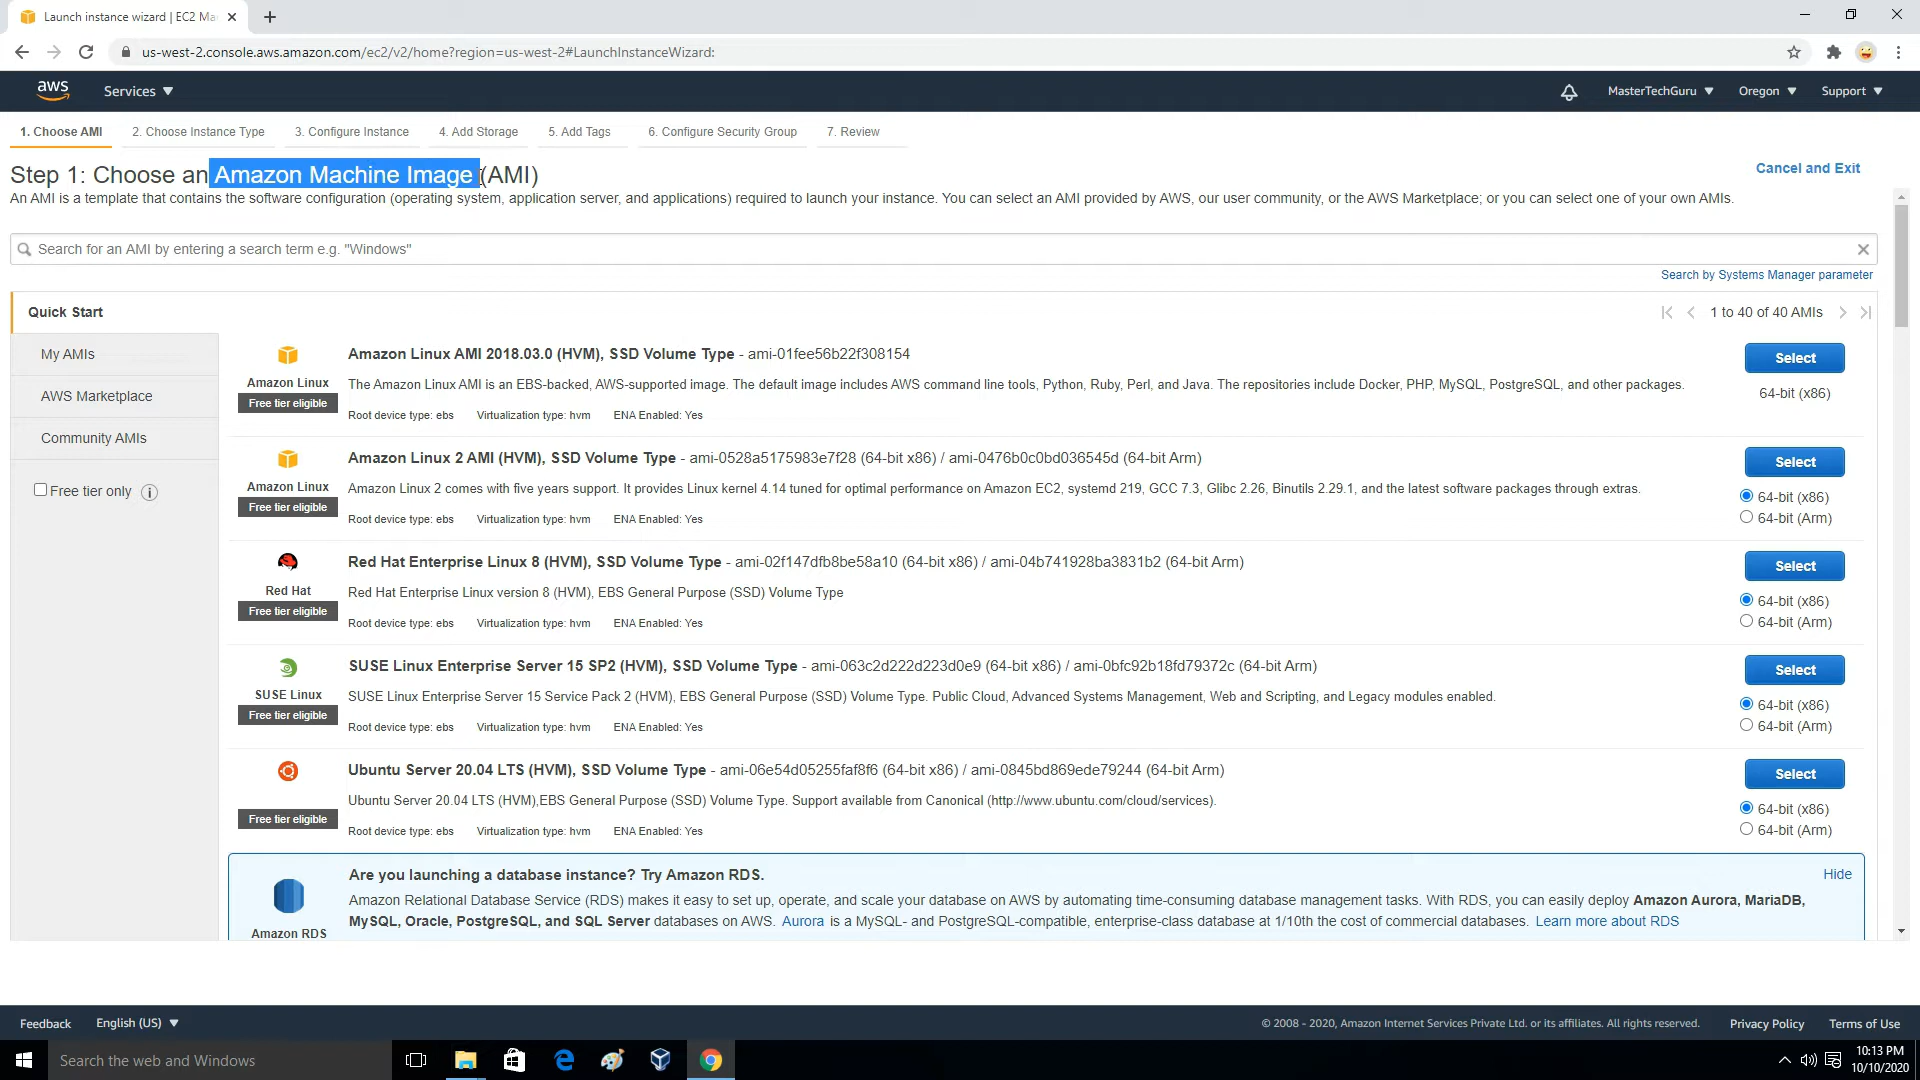 Launch instance wizard | EC2 Ma
us-west-2.console.aws.amazon.com/ec2/v2/home?region=us-west-2#LaunchInstanceWizard:
aws Services MasterTechGuru Oregon Support
1. Choose AMI 2. Choose Instance Type 3. Configure Instance 4. Add Storage 5. Add Tags 6. Configure Security Group 7. Review
Step 1: Choose an Amazon Machine Image (AMI) Cancel and Exit
An AMI is a template that contains the software configuration (operating system, application server, and applications) required to launch your instance. You can select an AMI provided by AWS, our user community, or the AWS Marketplace; or you can select one of your own AMIs.
Search for an AMI by entering a search term e.g. "Windows"
Search by Systems Manager parameter
Quick Start 1 to 40 of 40 AMIs
My AMIs
AWS Marketplace
Community AMIs
Free tier only
Amazon Linux
Free tier eligible
Amazon Linux AMI 2018.03.0 (HVM), SSD Volume Type - ami-01fee56b22f308154
The Amazon Linux AMI is an EBS-backed, AWS-supported image. The default image includes AWS command line tools, Python, Ruby, Perl, and Java. The repositories include Docker, PHP, MySQL, PostgreSQL, and other packages.
Root device type: ebs Virtualization type: hvm ENA Enabled: Yes
Select
64-bit (x86)
Amazon Linux
Free tier eligible
Amazon Linux 2 AMI (HVM), SSD Volume Type - ami-0528a5175983e7f28 (64-bit x86) / ami-0476b0c0bd036545d (64-bit Arm)
Amazon Linux 2 comes with five years support. It provides Linux kernel 4.14 tuned for optimal performance on Amazon EC2, systemd 219, GCC 7.3, Glibc 2.26, Binutils 2.29.1, and the latest software packages through extras.
Root device type: ebs Virtualization type: hvm ENA Enabled: Yes
Select
64-bit (x86)
64-bit (Arm)
Red Hat
Free tier eligible
Red Hat Enterprise Linux 8 (HVM), SSD Volume Type - ami-02f147dfb8be58a10 (64-bit x86) / ami-04b741928ba3831b2 (64-bit Arm)
Red Hat Enterprise Linux version 8 (HVM), EBS General Purpose (SSD) Volume Type
Root device type: ebs Virtualization type: hvm ENA Enabled: Yes
Select
64-bit (x86)
64-bit (Arm)
SUSE Linux
Free tier eligible
SUSE Linux Enterprise Server 15 SP2 (HVM), SSD Volume Type - ami-063c2d222d223d0e9 (64-bit x86) / ami-0bfc92b18fd79372c (64-bit Arm)
SUSE Linux Enterprise Server 15 Service Pack 2 (HVM), EBS General Purpose (SSD) Volume Type. Public Cloud, Advanced Systems Management, Web and Scripting, and Legacy modules enabled.
Root device type: ebs Virtualization type: hvm ENA Enabled: Yes
Select
64-bit (x86)
64-bit (Arm)
Free tier eligible
Ubuntu Server 20.04 LTS (HVM), SSD Volume Type - ami-06e54d05255faf8f6 (64-bit x86) / ami-0845bd869ede79244 (64-bit Arm)
Ubuntu Server 20.04 LTS (HVM),EBS General Purpose (SSD) Volume Type. Support available from Canonical (http://www.ubuntu.com/cloud/services).
Root device type: ebs Virtualization type: hvm ENA Enabled: Yes
Select
64-bit (x86)
64-bit (Arm)
Are you launching a database instance? Try Amazon RDS. Hide
Amazon Relational Database Service (RDS) makes it easy to set up, operate, and scale your database on AWS by automating time-consuming database management tasks. With RDS, you can easily deploy Amazon Aurora, MariaDB,
MySQL, Oracle, PostgreSQL, and SQL Server databases on AWS. Aurora is a MySQL- and PostgreSQL-compatible, enterprise-class database at 1/10th the cost of commercial databases. Learn more about RDS
Amazon RDS
Feedback English (US) © 2008 - 2020, Amazon Internet Services Private Ltd. or its affiliates. All rights reserved. Privacy Policy Terms of Use
Search the web and Windows
10:13 PM
10/10/2020